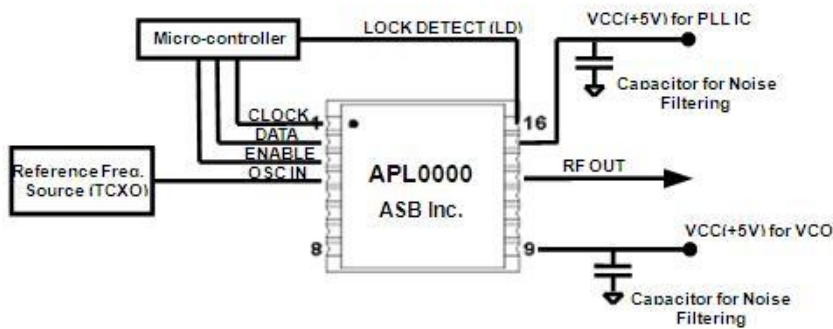 LOCK DETECT (LD)
VCC(+5V) for PLL IC
Micro-controller
Capacitor for Noise
Filtering
CLOCK
1
16
DATA
ENABLE
OSC IN
Reference Freq.
Source (TCXO)
APL0000
ASB Inc.
RF OUT
8
9
VCC(+5V) for VCO
Capacitor for Noise
Filtering